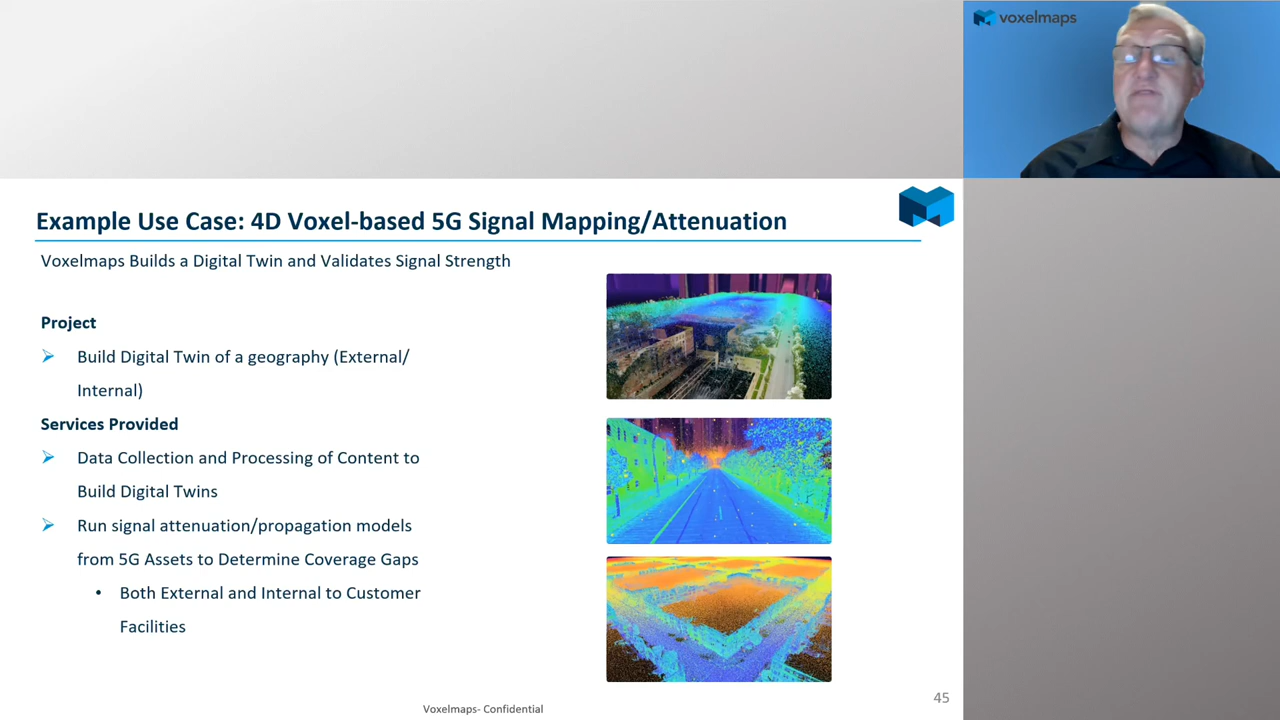 voxelmaps
Example Use Case: 4D Voxel-based 5G Signal Mapping/Attenuation
Voxelmaps Builds a Digital Twin and Validates Signal Strength
Project
Build Digital Twin of a geography (External/
Internal)
Services Provided
Data Collection and Processing of Content to
Build Digital Twins
Run signal attenuation/propagation models
from 5G Assets to Determine Coverage Gaps
• Both External and Internal to Customer
Facilities
Voxelmaps- Confidential
45